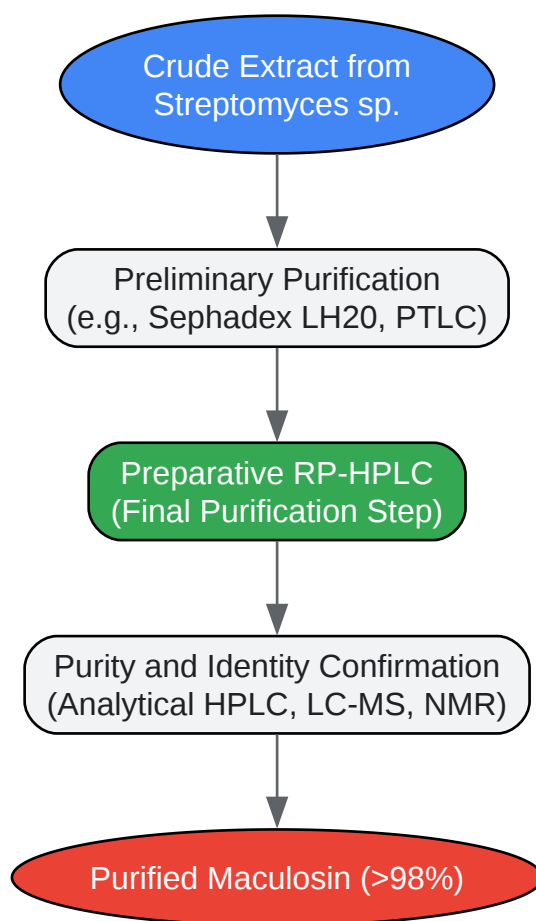 Crude Extract from
Streptomyces sp.
Preliminary Purification
(e.g., Sephadex LH20, PTLC)
Preparative RP-HPLC
(Final Purification Step)
Purity and Identity Confirmation
(Analytical HPLC, LC-MS, NMR)
Purified Maculosin (>98%)